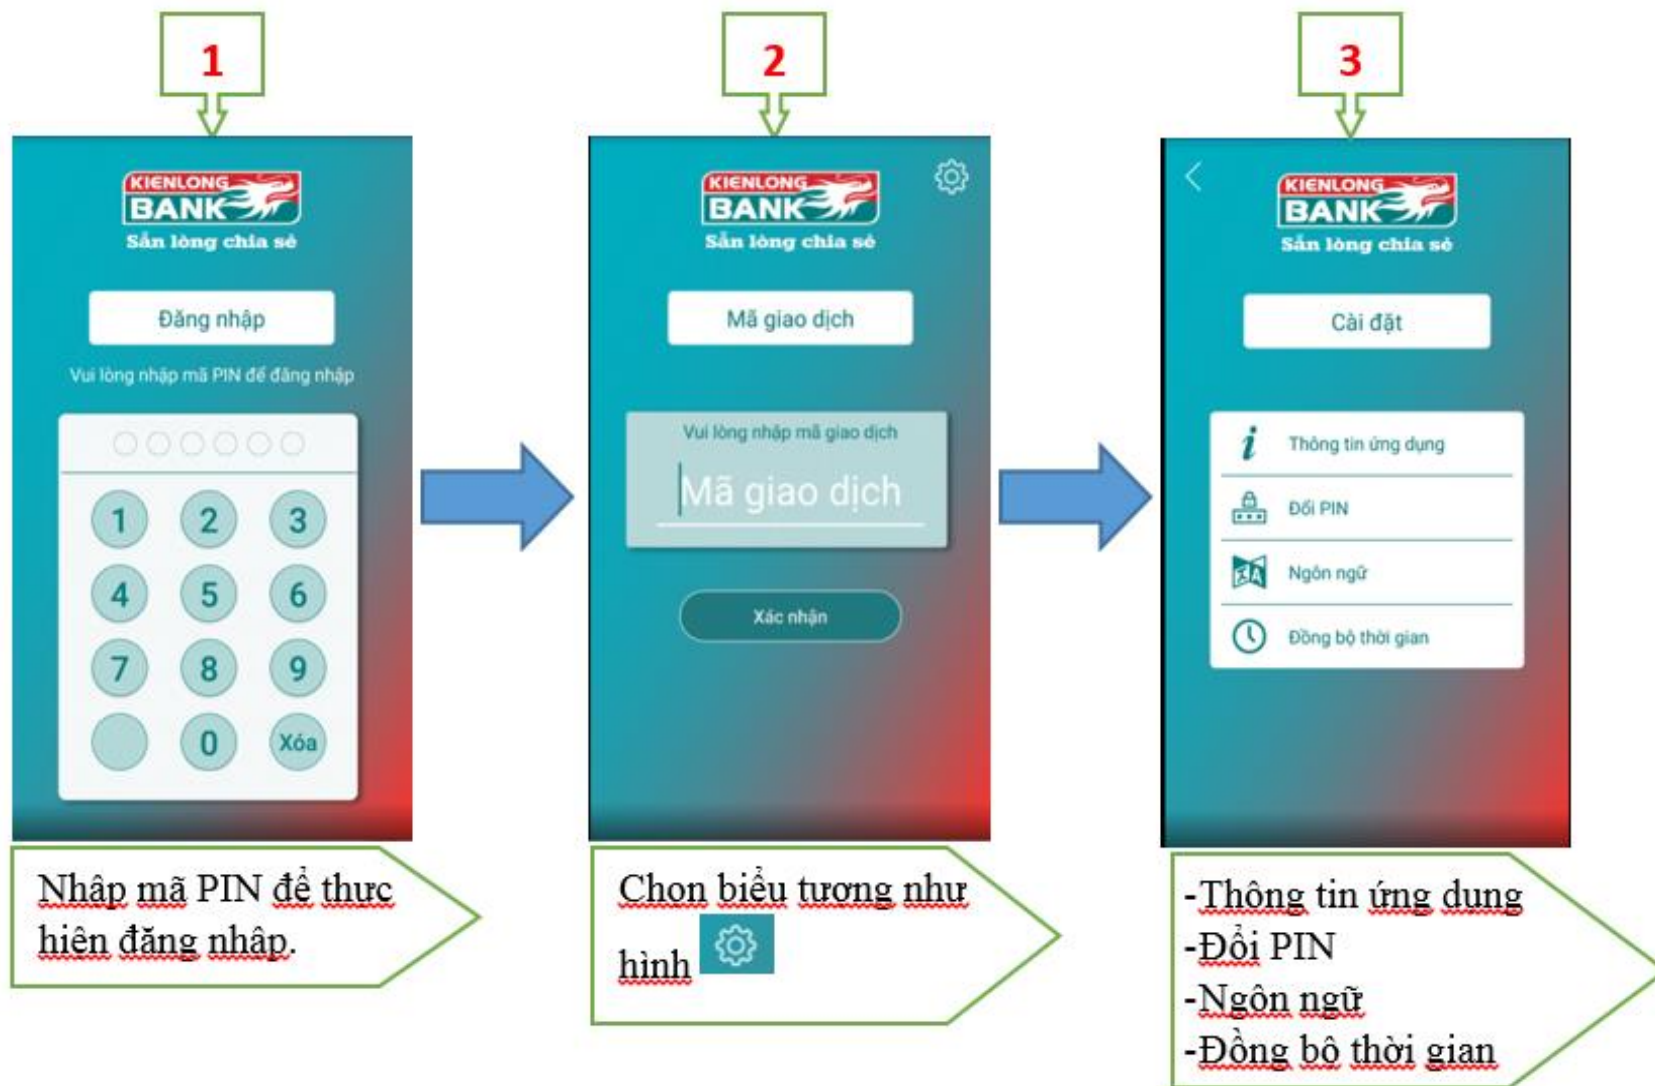 1
2
3
KIENLONG
BANK
Sẵn lòng chia sẻ
Đăng nhập
Vui lòng nhập mã PIN để đăng nhập
1 2 3
4 5 6
7 8 9
0 Xóa
Nhập mã PIN để thực
hiện đăng nhập.
KIENLONG
BANK
Sẵn lòng chia sẻ
Mã giao dịch
Vui lòng nhập mã giao dịch
Mã giao dịch
Xác nhận
Chọn biểu tượng như
hình
KIENLONG
BANK
Sẵn lòng chia sẻ
Cài đặt
Thông tin ứng dụng
Đổi PIN
Ngôn ngữ
Đồng bộ thời gian
-Thông tin ứng dụng
-Đổi PIN
-Ngôn ngữ
-Đồng bộ thời gian